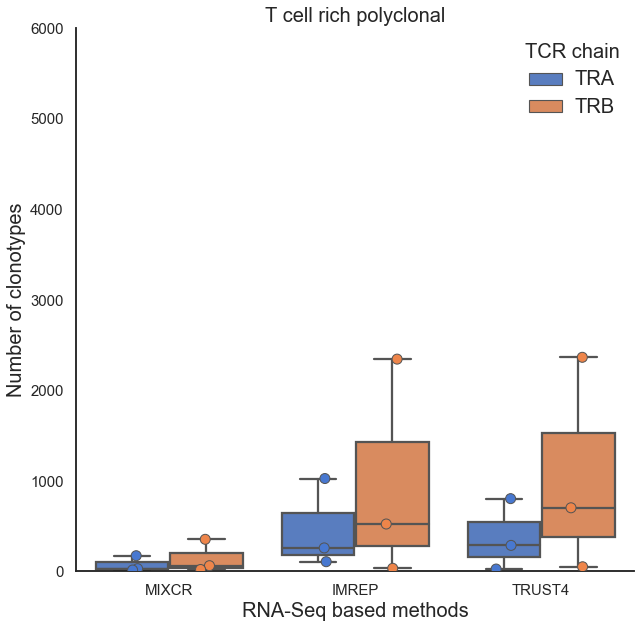 T cell rich polyclonal
TCR chain
TRA
TRB
Number of clonotypes
6000
5000
4000
3000
2000
1000
0
MIXCR
IMREP
TRUST4
RNA-Seq based methods